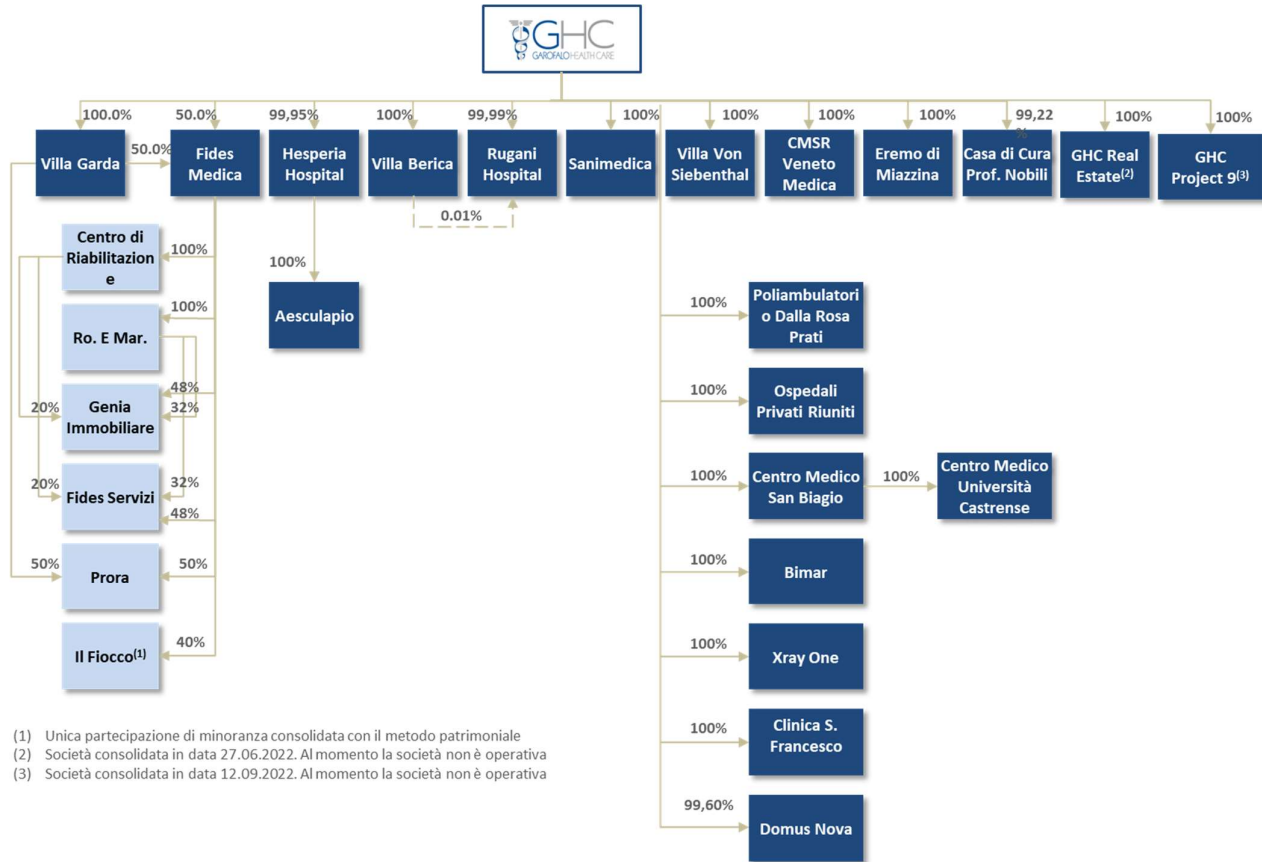 GHC
GAROFALO HEALTH CARE
100.0%
50.0%
99,95%
100%
99,99%
100%
100%
100%
100%
99,22
%
100%
100%
Villa Garda
50.0%
Fides
Medica
Hesperia
Hospital
Villa Berica
Rugani
Hospital
Sanimedica
Villa Von
Siebenthal
CMSR
Veneto
Medica
Eremo di
Miazzina
Casa di Cura
Prof. Nobili
GHC Real
Estate(2)
GHC
Project 9(3)
0.01%
Centro di
Riabilitazion
e
100%
100%
Aesculapio
Ro. E Mar.
100%
20%
Genia
Immobiliare
48%
32%
20%
Fides Servizi
32%
48%
50%
Prora
50%
Il Fiocco(1)
40%
100%
Poliambulatori
o Dalla Rosa
Prati
100%
Ospedali
Privati Riuniti
100%
Centro Medico
San Biagio
100%
Centro Medico
Università
Castrense
100%
Bimar
100%
Xray One
100%
Clinica S.
Francesco
99,60%
Domus Nova
(1) Unica partecipazione di minoranza consolidata con il metodo patrimoniale
(2) Società consolidata in data 27.06.2022. Al momento la società non è operativa
(3) Società consolidata in data 12.09.2022. Al momento la società non è operativa